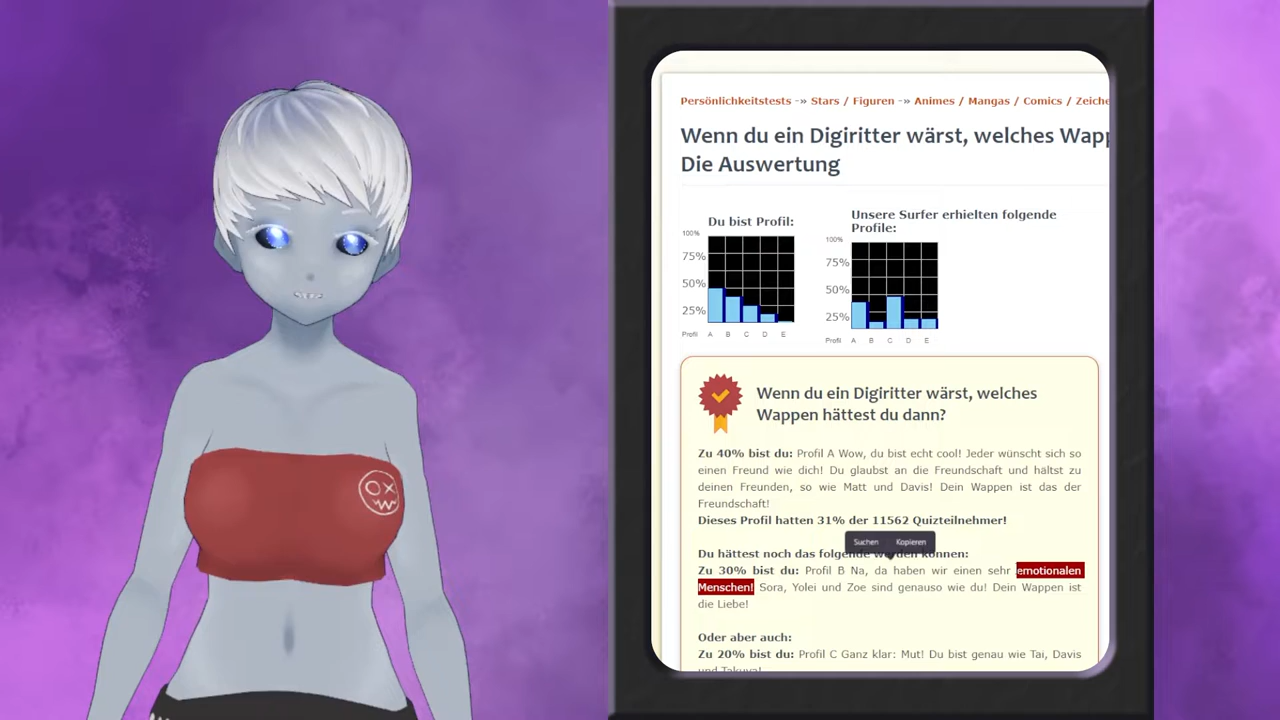 Persönlichkeitstests -» Stars / Figuren -» Animes / Mangas / Comics / Zeiche
Wenn du ein Digiritter wärst, welches Wapp
Die Auswertung
Du bist Profil:
100%
75%
50%
25%
Profil A B C D E
Unsere Surfer erhielten folgende
Profile:
100%
75%
50%
25%
Profil A B C D E
Wenn du ein Digiritter wärst, welches
Wappen hättest du dann?
Zu 40% bist du: Profil A Wow, du bist echt cool! Jeder wünscht sich so
einen Freund wie dich! Du glaubst an die Freundschaft und hältst zu
deinen Freunden, so wie Matt und Davis! Dein Wappen ist das der
Freundschaft!
Dieses Profil hatten 31% der 11562 Quizteilnehmer!
Suchen Kopieren
Du hättest noch das folgende werden können:
Zu 30% bist du: Profil B Na, da haben wir einen sehr emotionalen
Menschen! Sora, Yolei und Zoe sind genauso wie du! Dein Wappen ist
die Liebe!
Oder aber auch:
Zu 20% bist du: Profil C Ganz klar: Mut! Du bist genau wie Tai, Davis
und Takuya!